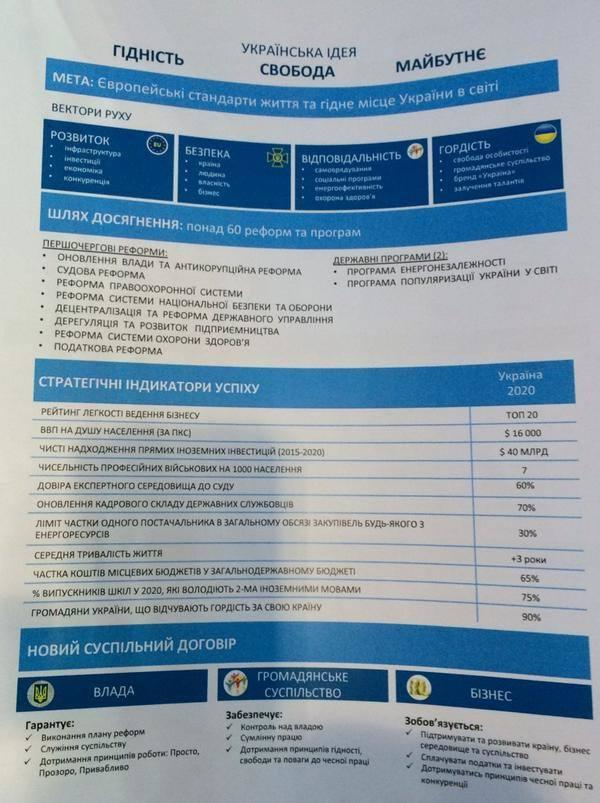 ГІДНІСТЬ
УКРАЇНСЬКА ІДЕЯ
СВОБОДА
МАЙБУТНЄ
МЕТА: Європейські стандарти життя та гідне місце України в світі
ВЕКТОРИ РУХУ
РОЗВИТОК
EU
• інфраструктура
• інвестиції
• економіка
• конкуренція
БЕЗПЕКА
• країна
• людина
• власність
• бізнес
ВІДПОВІДАЛЬНІСТЬ
• самоврядування
• соціальні програми
• енергоефективність
• охорона здоров'я
ГОРДІСТЬ
• свобода особистості
• громадянське суспільство
• бренд «Україна»
• залучення талантів
ШЛЯХ ДОСЯГНЕННЯ: понад 60 реформ та програм
ПЕРШОЧЕРГОВІ РЕФОРМИ:
• ОНОВЛЕННЯ ВЛАДИ ТА АНТИКОРУПЦІЙНА РЕФОРМА
• СУДОВА РЕФОРМА
• РЕФОРМА ПРАВООХОРОННОЇ СИСТЕМИ
• РЕФОРМА СИСТЕМИ НАЦІОНАЛЬНОЇ БЕЗПЕКИ ТА ОБОРОНИ
• ДЕЦЕНТРАЛІЗАЦІЯ ТА РЕФОРМА ДЕРЖАВНОГО УПРАВЛІННЯ
• ДЕРЕГУЛЯЦІЯ ТА РОЗВИТОК ПІДПРИЄМНИЦТВА
• РЕФОРМА СИСТЕМИ ОХОРОНИ ЗДОРОВ'Я
• ПОДАТКОВА РЕФОРМА
ДЕРЖАВНІ ПРОГРАМИ (2):
• ПРОГРАМА ЕНЕРГОНЕЗАЛЕЖНОСТІ
• ПРОГРАМА ПОПУЛЯРИЗАЦІЇ УКРАЇНИ У СВІТІ
СТРАТЕГІЧНІ ІНДИКАТОРИ УСПІХУ
Україна
2020
РЕЙТИНГ ЛЕГКОСТІ ВЕДЕННЯ БІЗНЕСУ ТОП 20
ВВП НА ДУШУ НАСЕЛЕННЯ (ЗА ПКС) $ 16 000
ЧИСТІ НАДХОДЖЕННЯ ПРЯМИХ ІНОЗЕМНИХ ІНВЕСТИЦІЙ (2015-2020) $ 40 МЛРД
ЧИСЕЛЬНІСТЬ ПРОФЕСІЙНИХ ВІЙСЬКОВИХ НА 1000 НАСЕЛЕННЯ 7
ДОВІРА ЕКСПЕРТНОГО СЕРЕДОВИЩА ДО СУДУ 60%
ОНОВЛЕННЯ КАДРОВОГО СКЛАДУ ДЕРЖАВНИХ СЛУЖБОВЦІВ 70%
ЛІМІТ ЧАСТКИ ОДНОГО ПОСТАЧАЛЬНИКА В ЗАГАЛЬНОМУ ОБСЯЗІ ЗАКУПІВЕЛЬ БУДЬ-ЯКОГО З
ЕНЕРГОРЕСУРСІВ 30%
СЕРЕДНЯ ТРИВАЛІСТЬ ЖИТТЯ +3 роки
ЧАСТКА КОШТІВ МІСЦЕВИХ БЮДЖЕТІВ У ЗАГАЛЬНОДЕРЖАВНОМУ БЮДЖЕТІ 65%
% ВИПУСКНИКІВ ШКІЛ У 2020, ЯКІ ВОЛОДІЮТЬ 2-МА ІНОЗЕМНИМИ МОВАМИ 75%
ГРОМАДЯНИ УКРАЇНИ, ЩО ВІДЧУВАЮТЬ ГОРДІСТЬ ЗА СВОЮ КРАЇНУ 90%
НОВИЙ СУСПІЛЬНИЙ ДОГОВІР
ВЛАДА
Гарантує:
✓ Виконання плану реформ
✓ Служіння суспільству
✓ Дотримання принципів роботи: Просто,
Прозоро, Привабливо
ГРОМАДЯНСЬКЕ
СУСПІЛЬСТВО
Забезпечує:
✓ Контроль над владою
✓ Сумлінну працю
✓ Дотримання принципів гідності,
свободи та поваги до чесної праці
БІЗНЕС
Зобов'язується:
✓ Підтримувати та розвивати країну, бізнес
середовище та суспільство
✓ Сплачувати податки та інвестувати
✓ Дотримуватись принципів чесної праці та
конкуренції